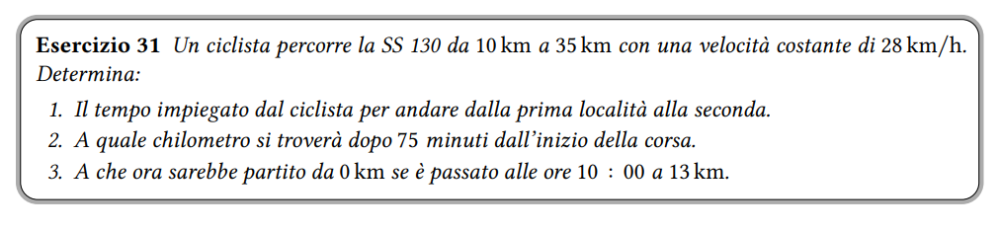 Esercizio 31 Un ciclista percorre la SS 130 da 10 km a 35 km con una velocità costante di 28 km/h.
Determina:
1. Il tempo impiegato dal ciclista per andare dalla prima località alla seconda.
2. A quale chilometro si troverà dopo 75 minuti dall'inizio della corsa.
3. A che ora sarebbe partito da 0 km se è passato alle ore 10 : 00 a 13 km.